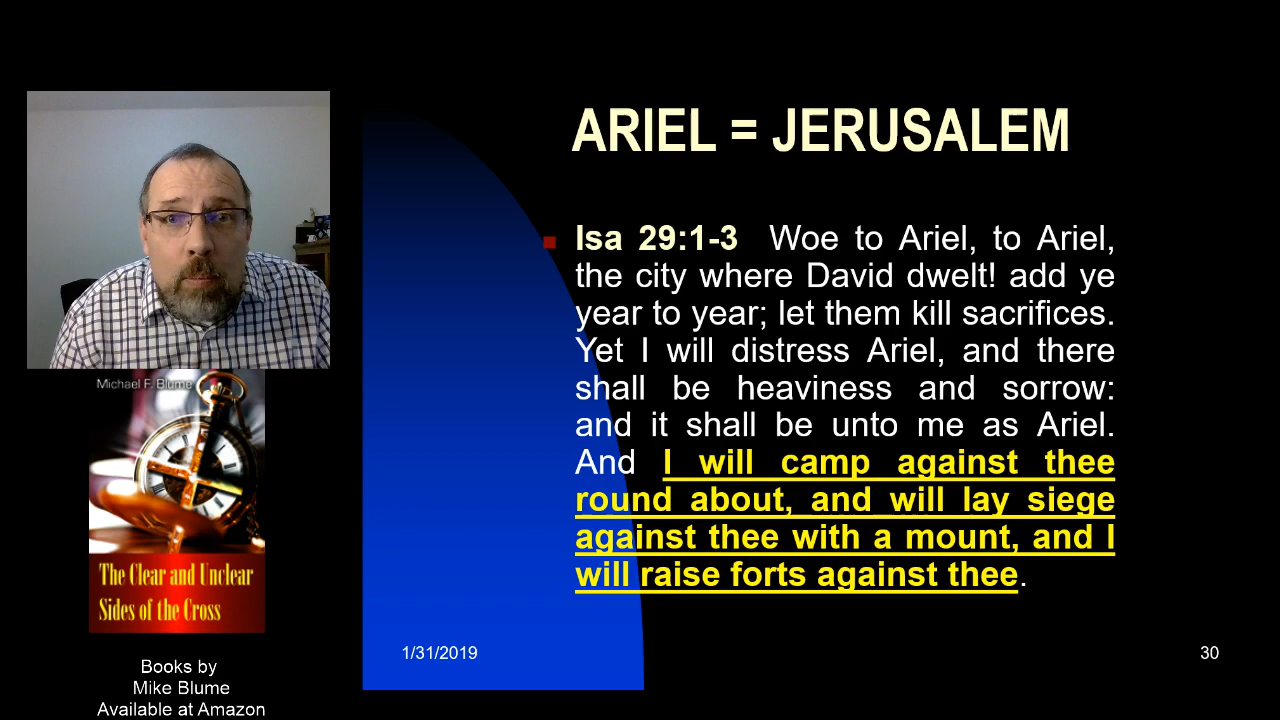 ARIEL = JERUSALEM
Isa 29:1-3 Woe to Ariel, to Ariel,
the city where David dwelt! add ye
year to year; let them kill sacrifices.
Yet I will distress Ariel, and there
shall be heaviness and sorrow:
and it shall be unto me as Ariel.
And I will camp against thee
round about, and will lay siege
against thee with a mount, and I
will raise forts against thee.
1/31/2019
30
Michael F. Blume
The Clear and Unclear
Sides of the Cross
Books by
Mike Blume
Available at Amazon